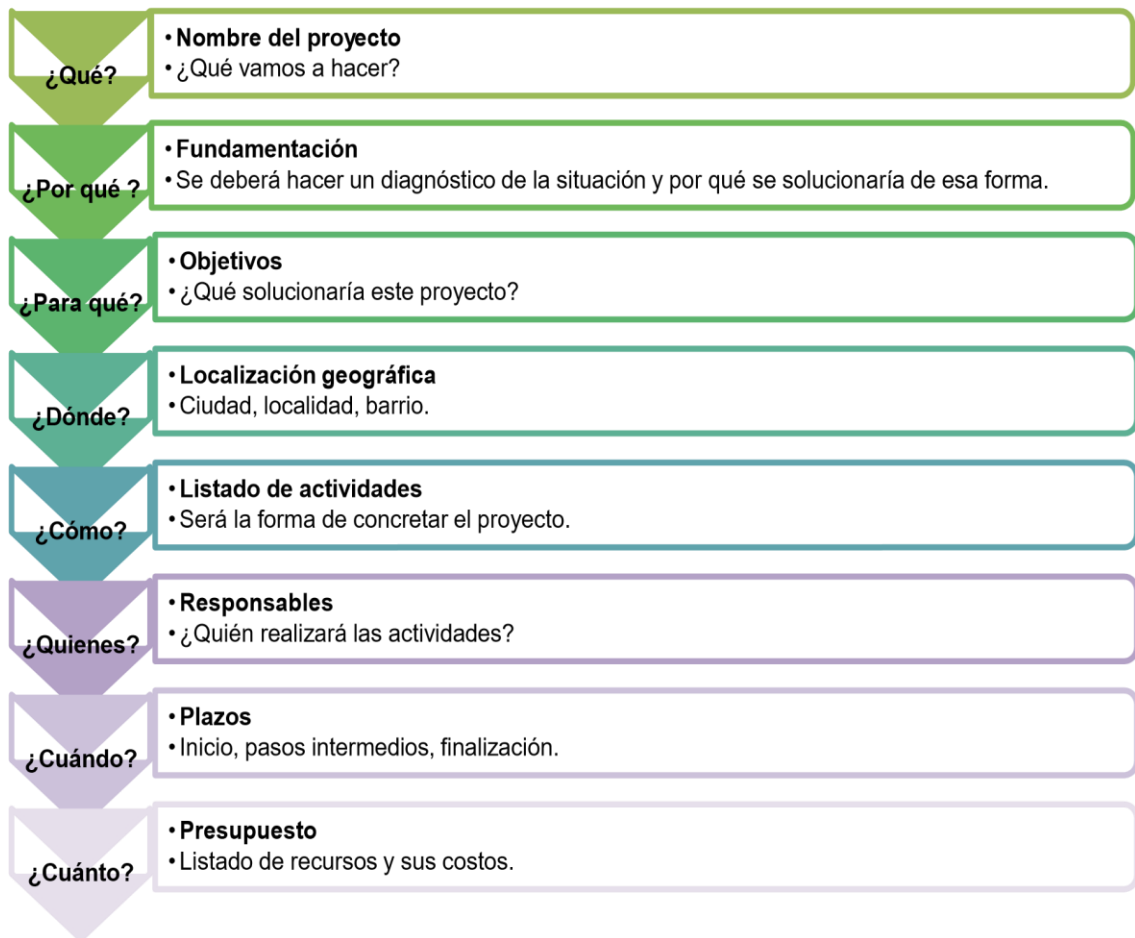 ¿Qué?
• Nombre del proyecto
• ¿Qué vamos a hacer?
¿Por qué ?
• Fundamentación
• Se deberá hacer un diagnóstico de la situación y por qué se solucionaría de esa forma.
¿Para qué?
• Objetivos
• ¿Qué solucionaría este proyecto?
¿Dónde?
• Localización geográfica
• Ciudad, localidad, barrio.
¿Cómo?
• Listado de actividades
• Será la forma de concretar el proyecto.
¿Quienes?
• Responsables
• ¿Quién realizará las actividades?
¿Cuándo?
• Plazos
• Inicio, pasos intermedios, finalización.
¿Cuánto?
• Presupuesto
• Listado de recursos y sus costos.